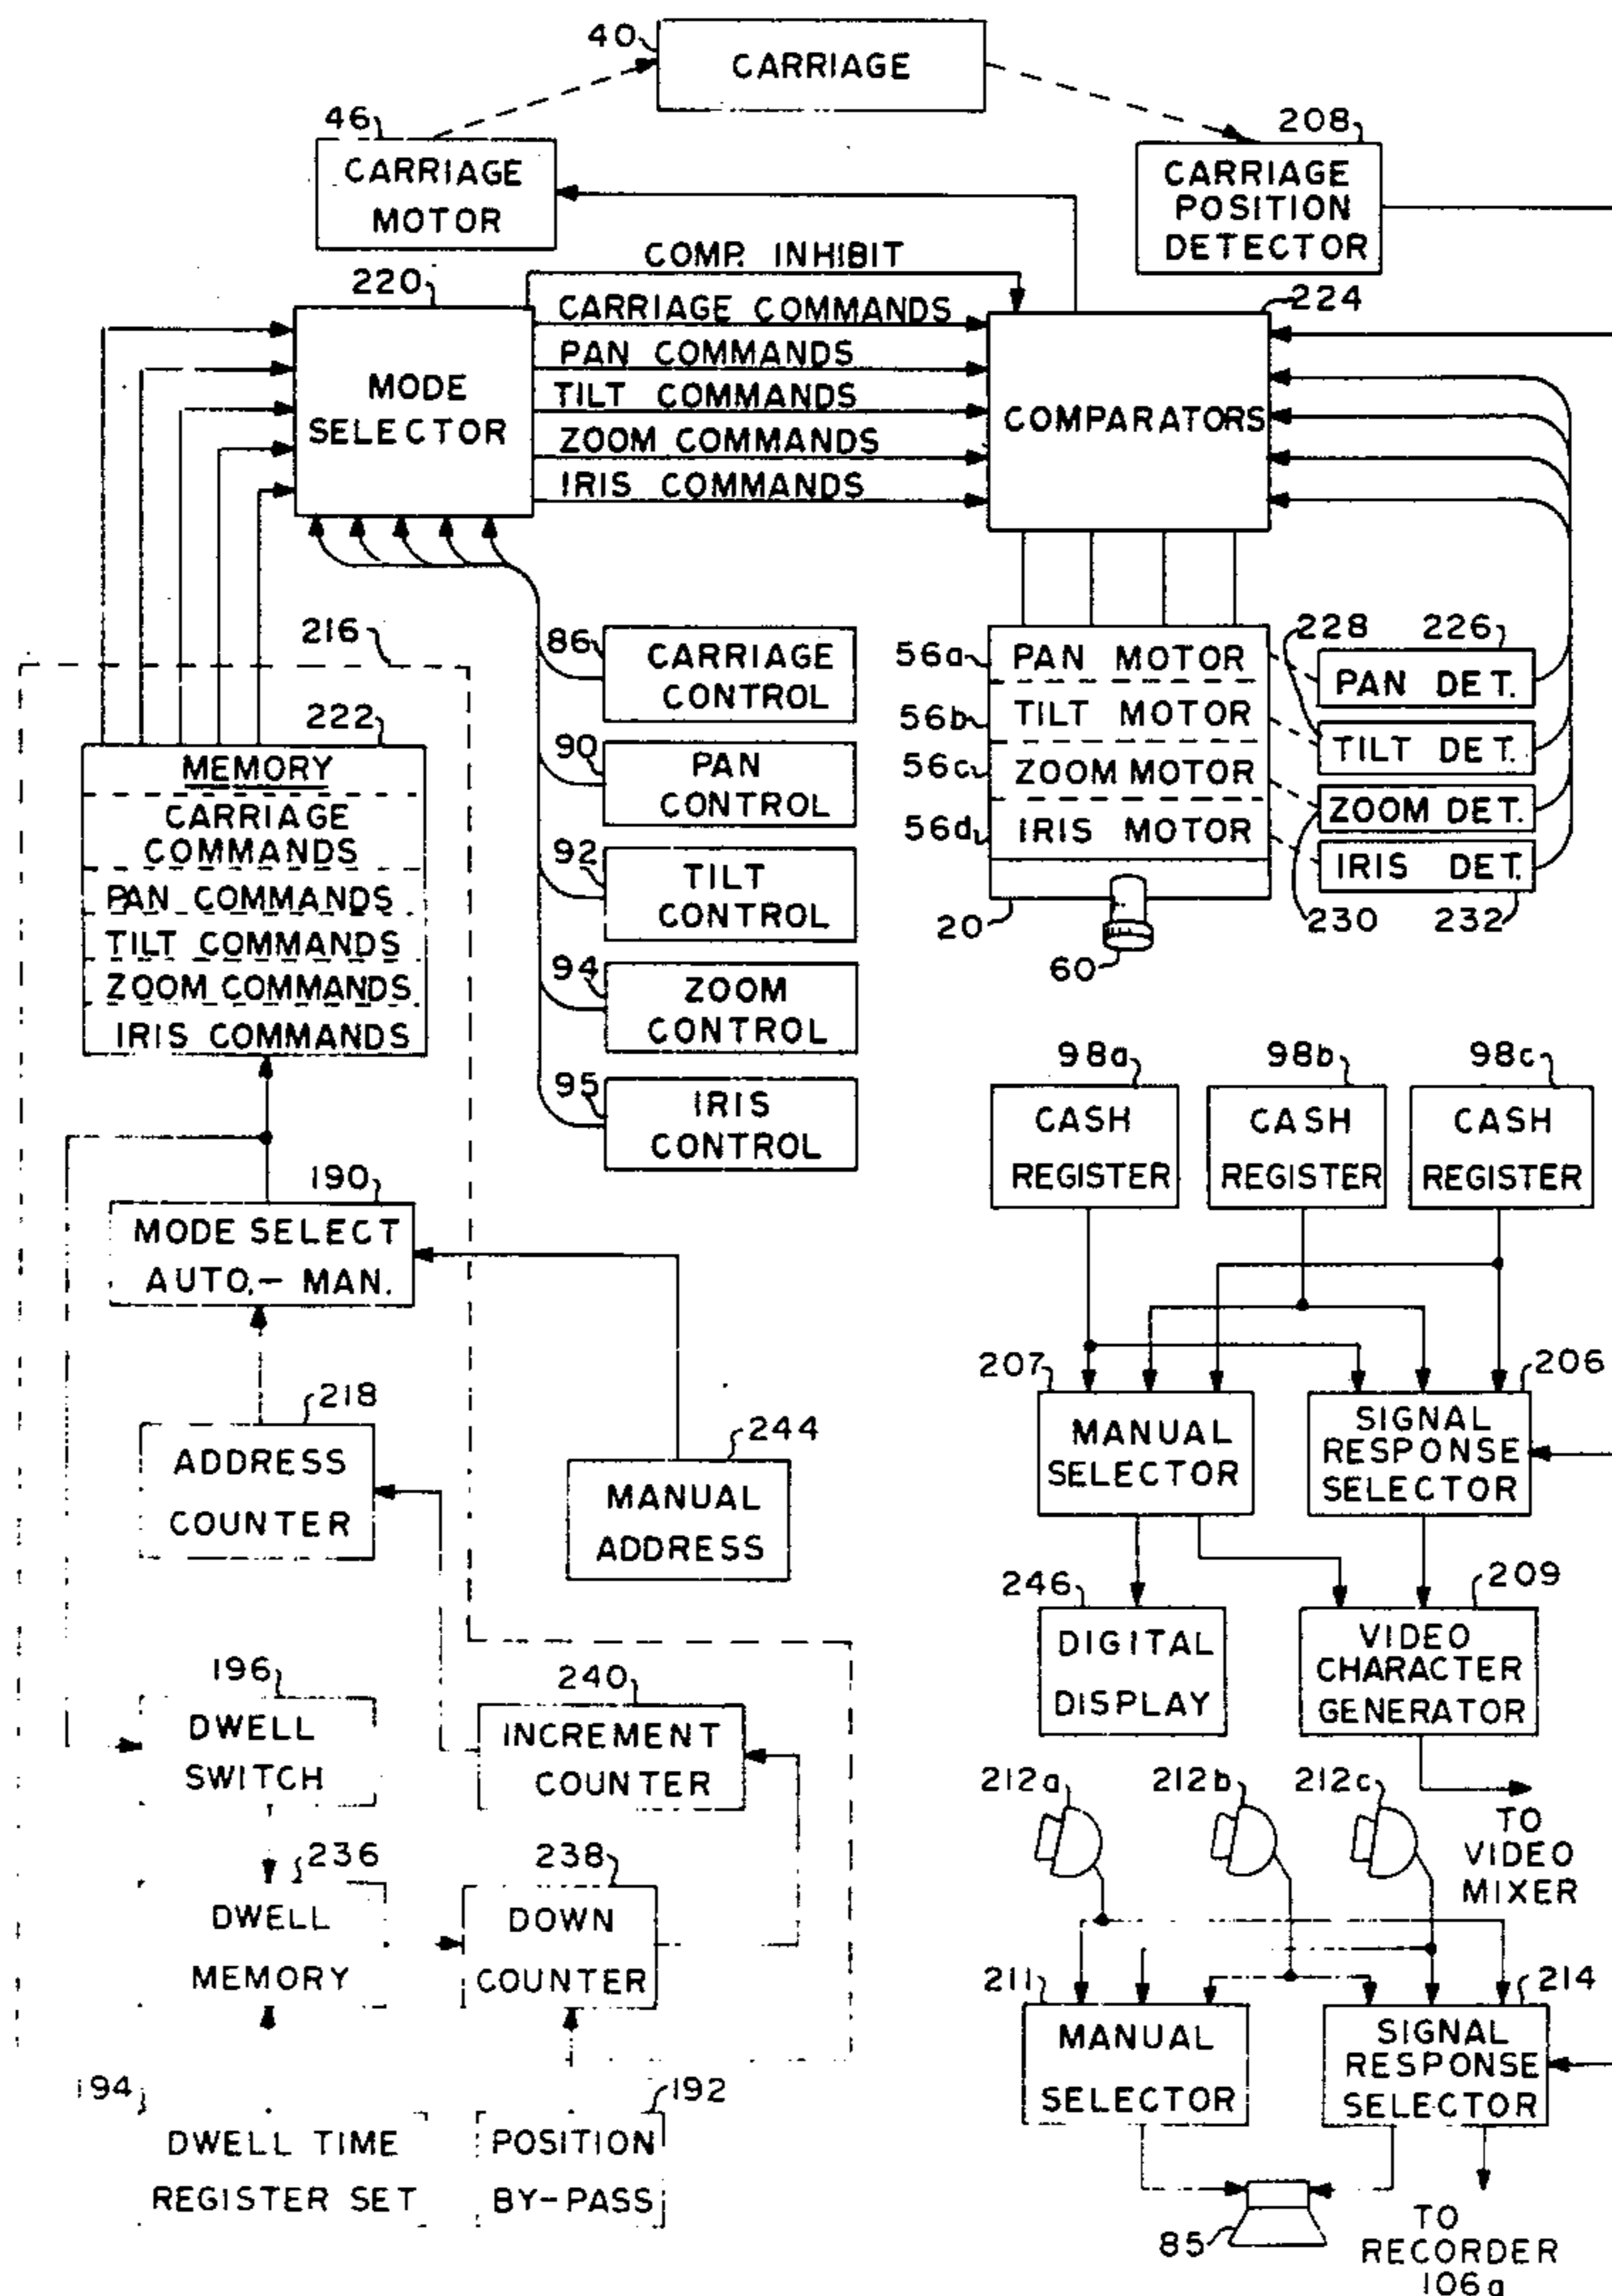 40
CARRIAGE
46
CARRIAGE
MOTOR
208
CARRIAGE
POSITION
DETECTOR
COMP. INHIBIT
220
CARRIAGE COMMANDS
PAN COMMANDS
TILT COMMANDS
ZOOM COMMANDS
IRIS COMMANDS
MODE
SELECTOR
224
COMPARATORS
216
222
MEMORY
CARRIAGE
COMMANDS
PAN COMMANDS
TILT COMMANDS
ZOOM COMMANDS
IRIS COMMANDS
86
CARRIAGE
CONTROL
90
PAN
CONTROL
92
TILT
CONTROL
94
ZOOM
CONTROL
95
IRIS
CONTROL
56a
PAN MOTOR
56b
TILT MOTOR
56c
ZOOM MOTOR
56d
IRIS MOTOR
20
60
228
226
PAN DET.
TILT DET.
ZOOM DET.
IRIS DET.
230
232
190
MODE SELECT
AUTO.- MAN.
218
ADDRESS
COUNTER
244
MANUAL
ADDRESS
98a
CASH
REGISTER
98b
CASH
REGISTER
98c
CASH
REGISTER
207
MANUAL
SELECTOR
206
SIGNAL
RESPONSE
SELECTOR
246
DIGITAL
DISPLAY
209
VIDEO
CHARACTER
GENERATOR
TO
VIDEO
MIXER
196
DWELL
SWITCH
240
INCREMENT
COUNTER
236
DWELL
MEMORY
238
DOWN
COUNTER
194
DWELL TIME
REGISTER SET
192
POSITION
BY-PASS
212a
212b
212c
211
MANUAL
SELECTOR
214
SIGNAL
RESPONSE
SELECTOR
85
TO
RECORDER
106a